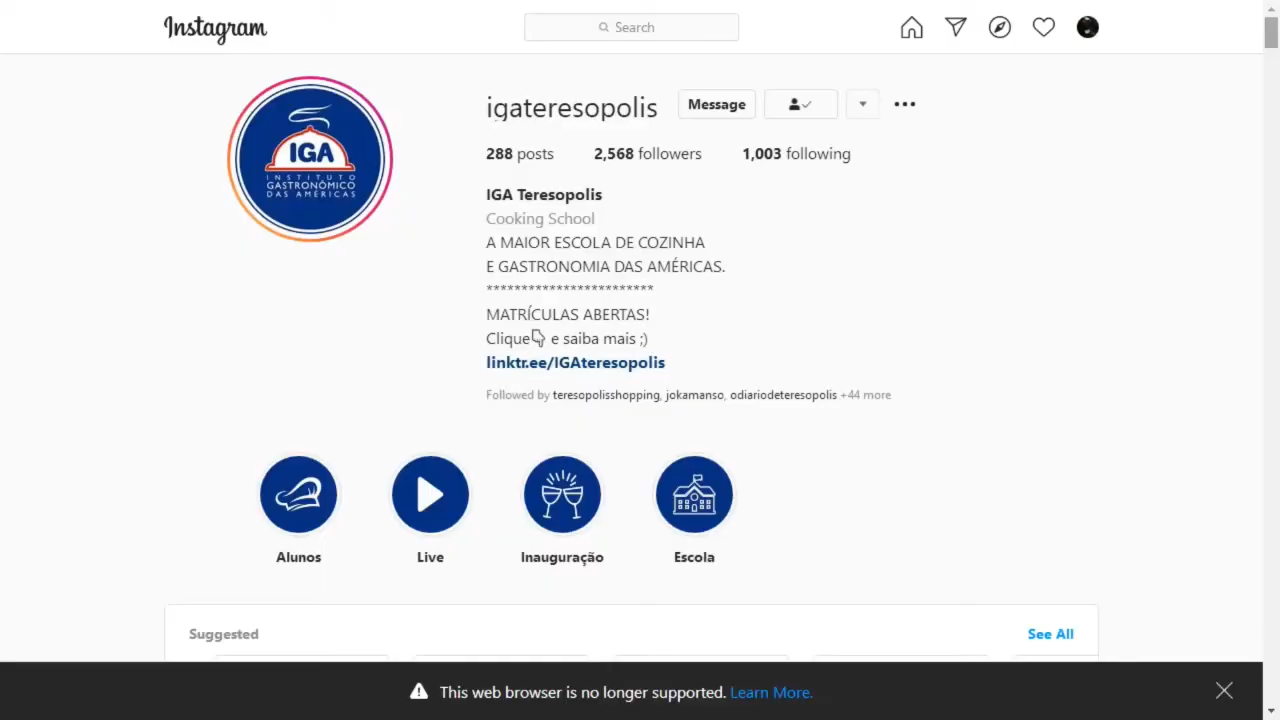 Instagram
Search
igateresopolis
Message
288 posts 2,568 followers 1,003 following
IGA
INSTITUTO
GASTRONÔMICO
DAS AMÉRICAS
IGA Teresopolis
Cooking School
A MAIOR ESCOLA DE COZINHA
E GASTRONOMIA DAS AMÉRICAS.
************************
MATRÍCULAS ABERTAS!
Clique👇 e saiba mais ;)
linktr.ee/IGAteresopolis
Followed by teresopolisshopping, jokamanso, odiariodeteresopolis +44 more
Alunos Live Inauguração Escola
Suggested See All
This web browser is no longer supported. Learn More.